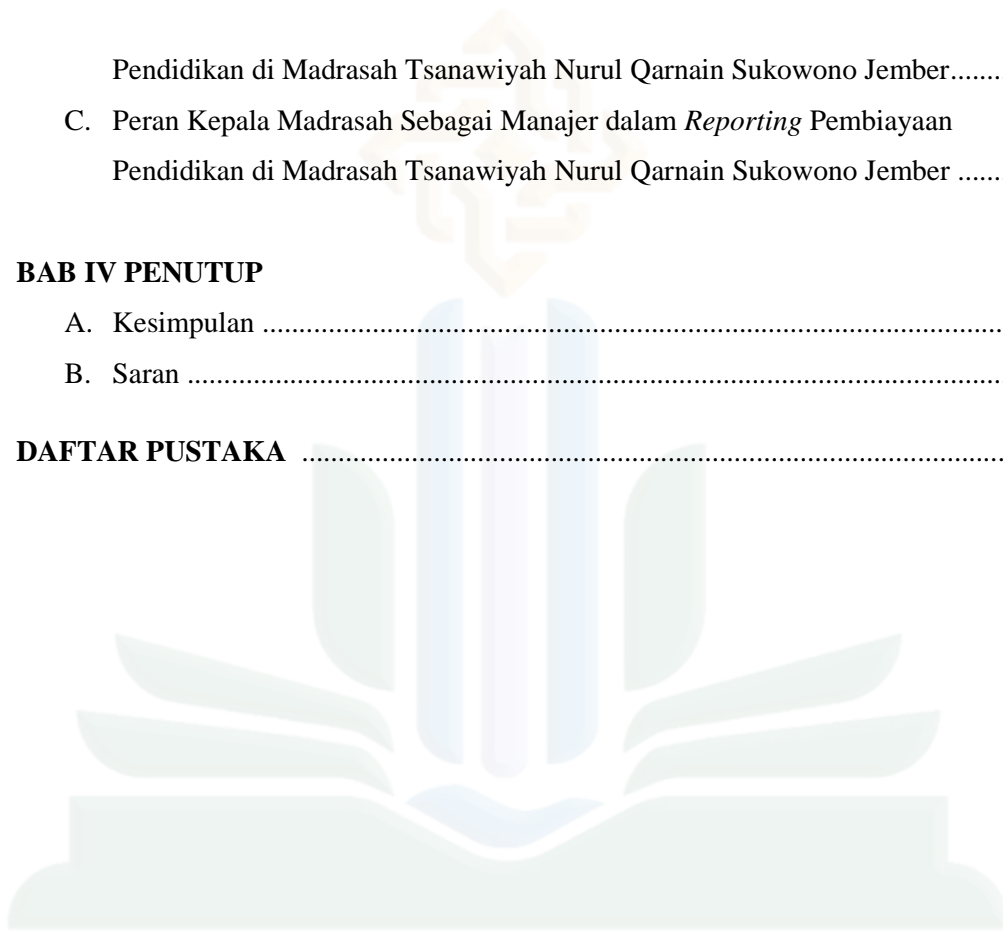 Pendidikan di Madrasah Tsanawiyah Nurul Qarnain Sukowono Jember.......
C. Peran Kepala Madrasah Sebagai Manajer dalam Reporting Pembiayaan
Pendidikan di Madrasah Tsanawiyah Nurul Qarnain Sukowono Jember ......
BAB IV PENUTUP
A. Kesimpulan ....................................................................................................
B. Saran ..............................................................................................................
DAFTAR PUSTAKA ...............................................................................................